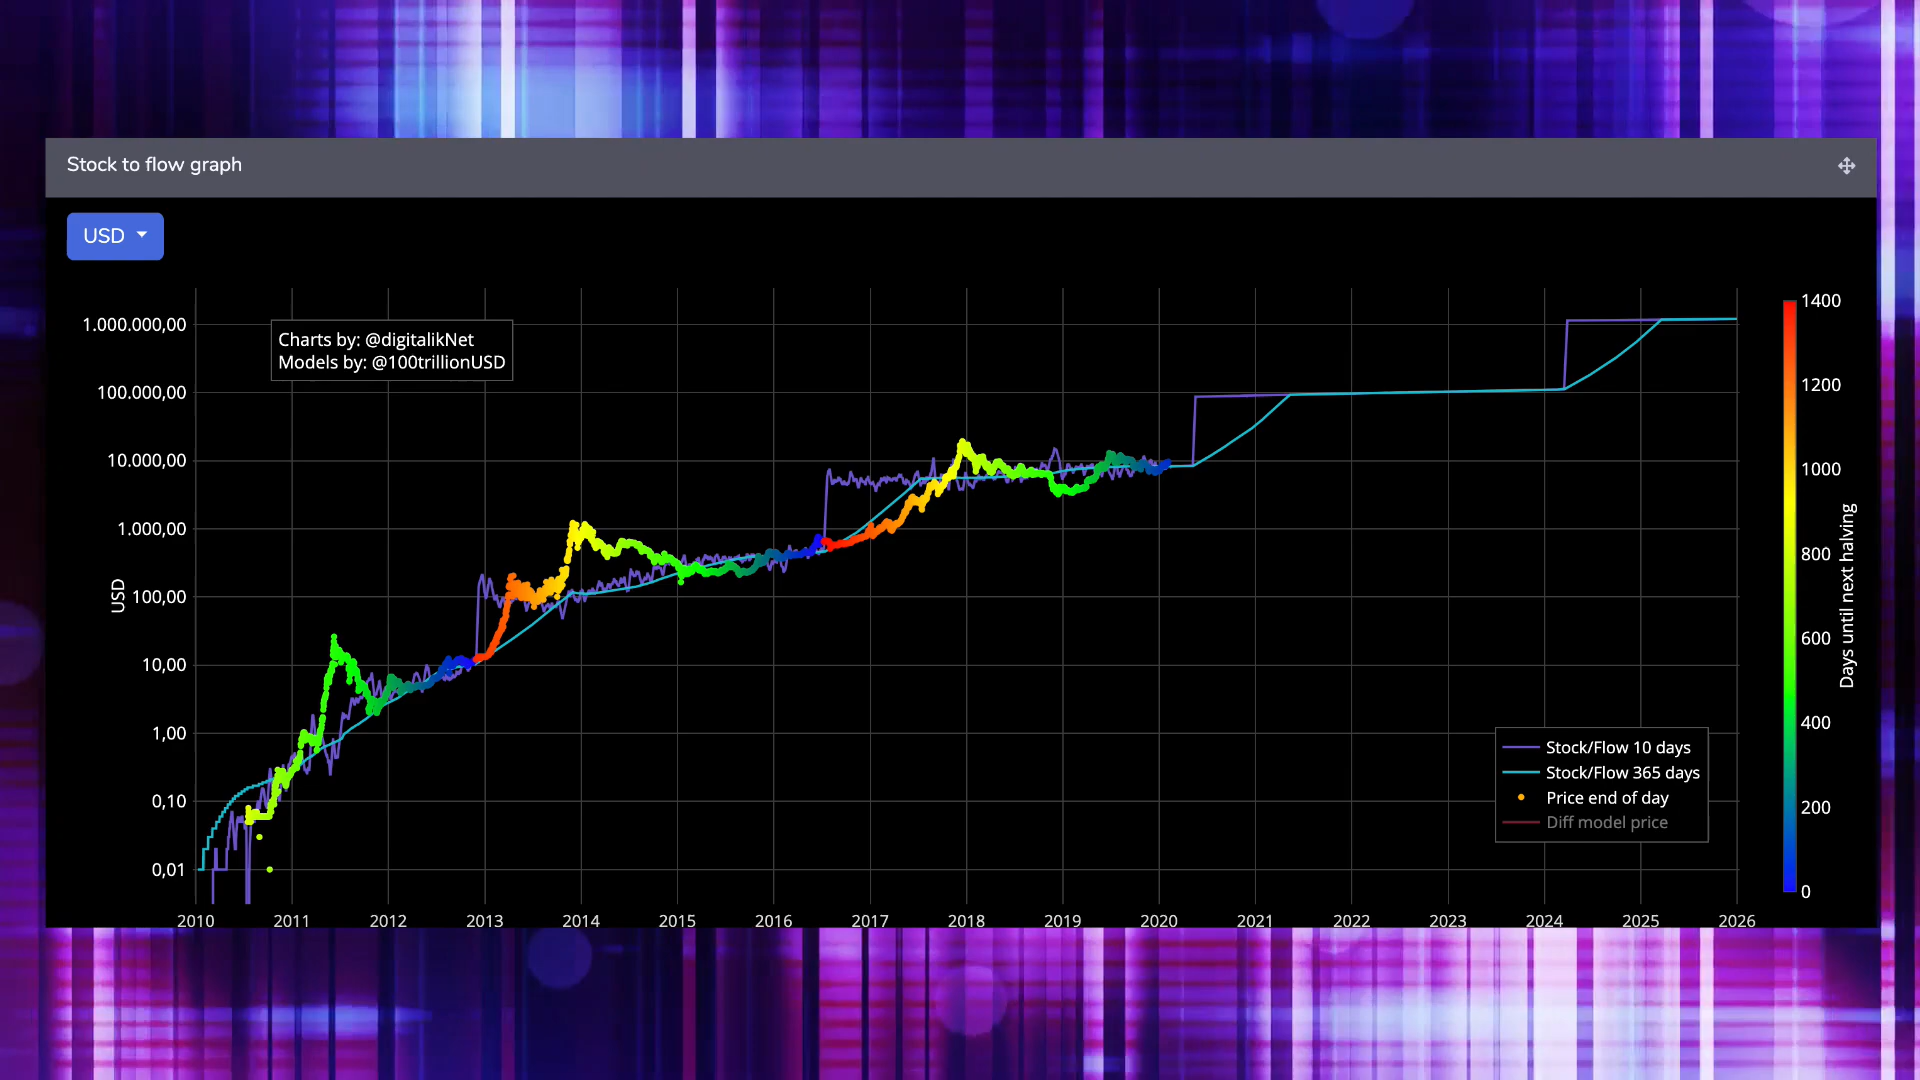 Stock to flow graph
USD
1.000.000,00
100.000,00
10.000,00
1.000,00
100,00
10,00
1,00
0,10
0,01
USD
Charts by: @digitalikNet
Models by: @100trillionUSD
2010 2011 2012 2013 2014 2015 2016 2017 2018 2019 2020 2021 2022 2023 2024 2025 2026
Stock/Flow 10 days
Stock/Flow 365 days
Price end of day
Diff model price
1400
1200
1000
800
600
400
200
0
Days until next halving